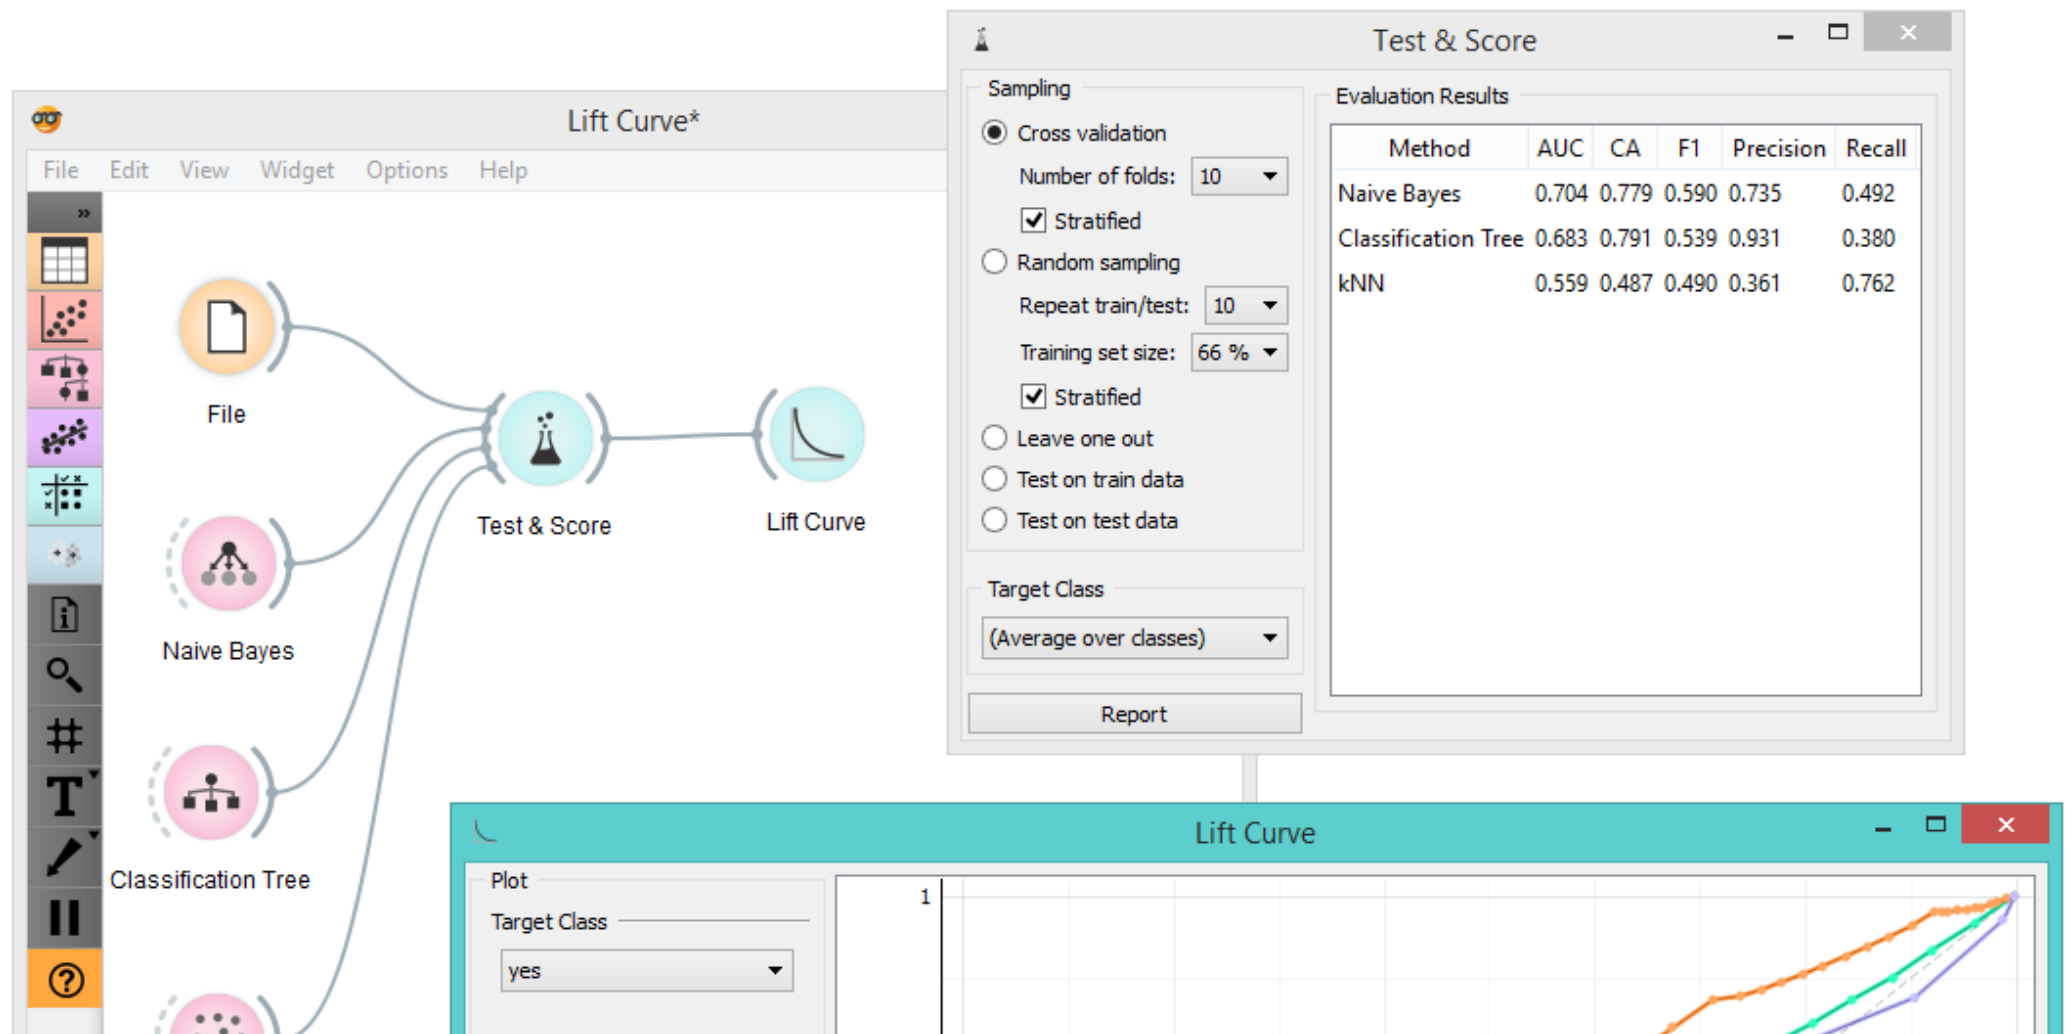 Test & Score
Sampling
Cross validation
Number of folds: 10
Stratified
Random sampling
Repeat train/test: 10
Training set size: 66 %
Stratified
Leave one out
Test on train data
Test on test data
Target Class
(Average over classes)
Report
Evaluation Results
Method AUC CA F1 Precision Recall
Naive Bayes 0.704 0.779 0.590 0.735 0.492
Classification Tree 0.683 0.791 0.539 0.931 0.380
kNN 0.559 0.487 0.490 0.361 0.762
Lift Curve*
File Edit View Widget Options Help
»
File
Test & Score
Lift Curve
Naive Bayes
Classification Tree
T
?
Lift Curve
Plot
Target Class
yes
1